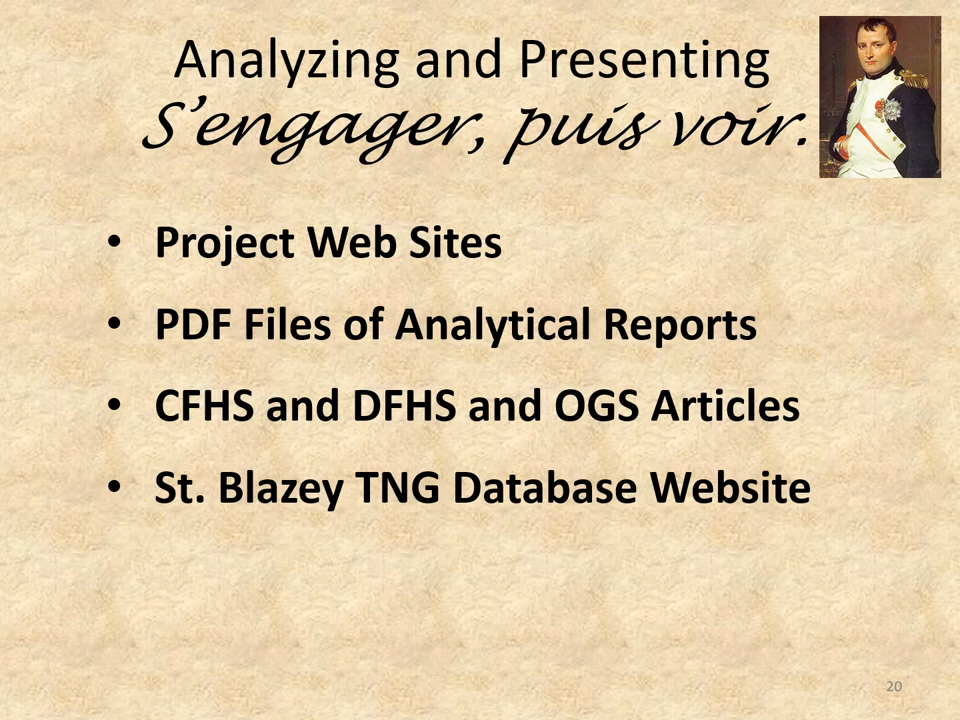 Analyzing and Presenting
S’engager, puis voir.
• Project Web Sites
• PDF Files of Analytical Reports
• CFHS and DFHS and OGS Articles
• St. Blazey TNG Database Website
20